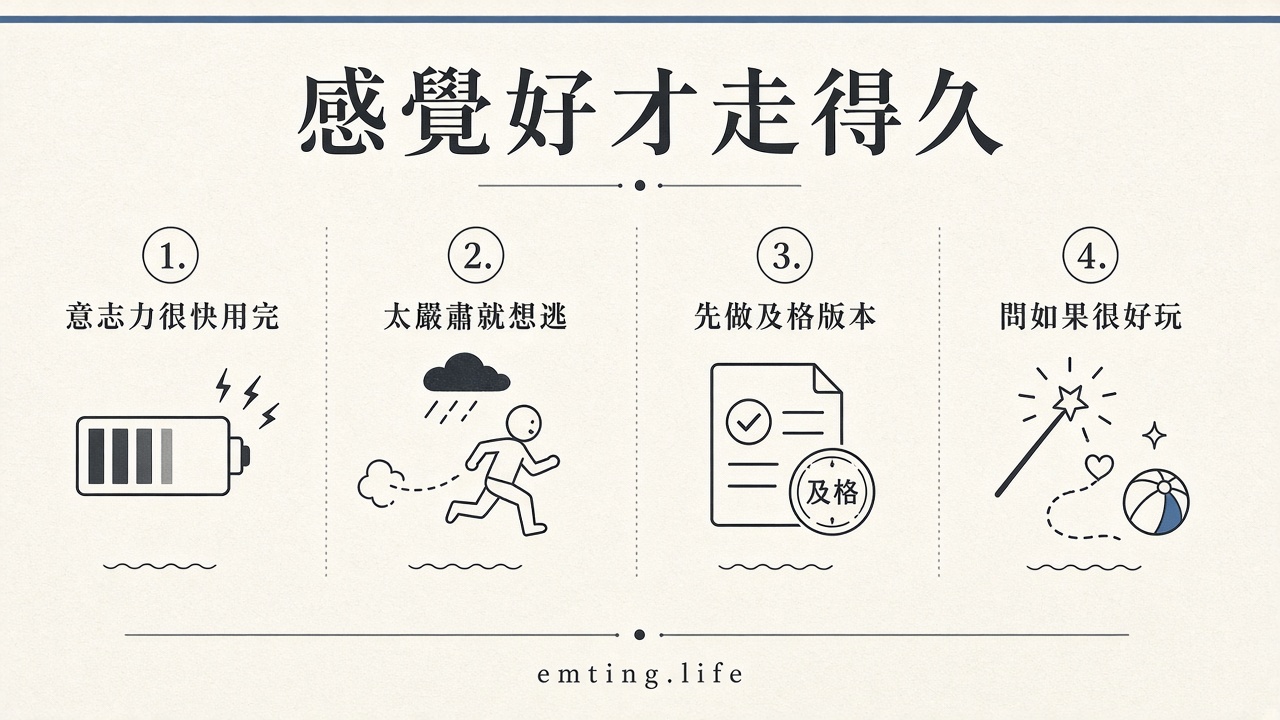 感覺好才走得久
1.
意志力很快用完
2.
太嚴肅就想逃
3.
先做及格版本
及格
4.
問如果很好玩
emting.life